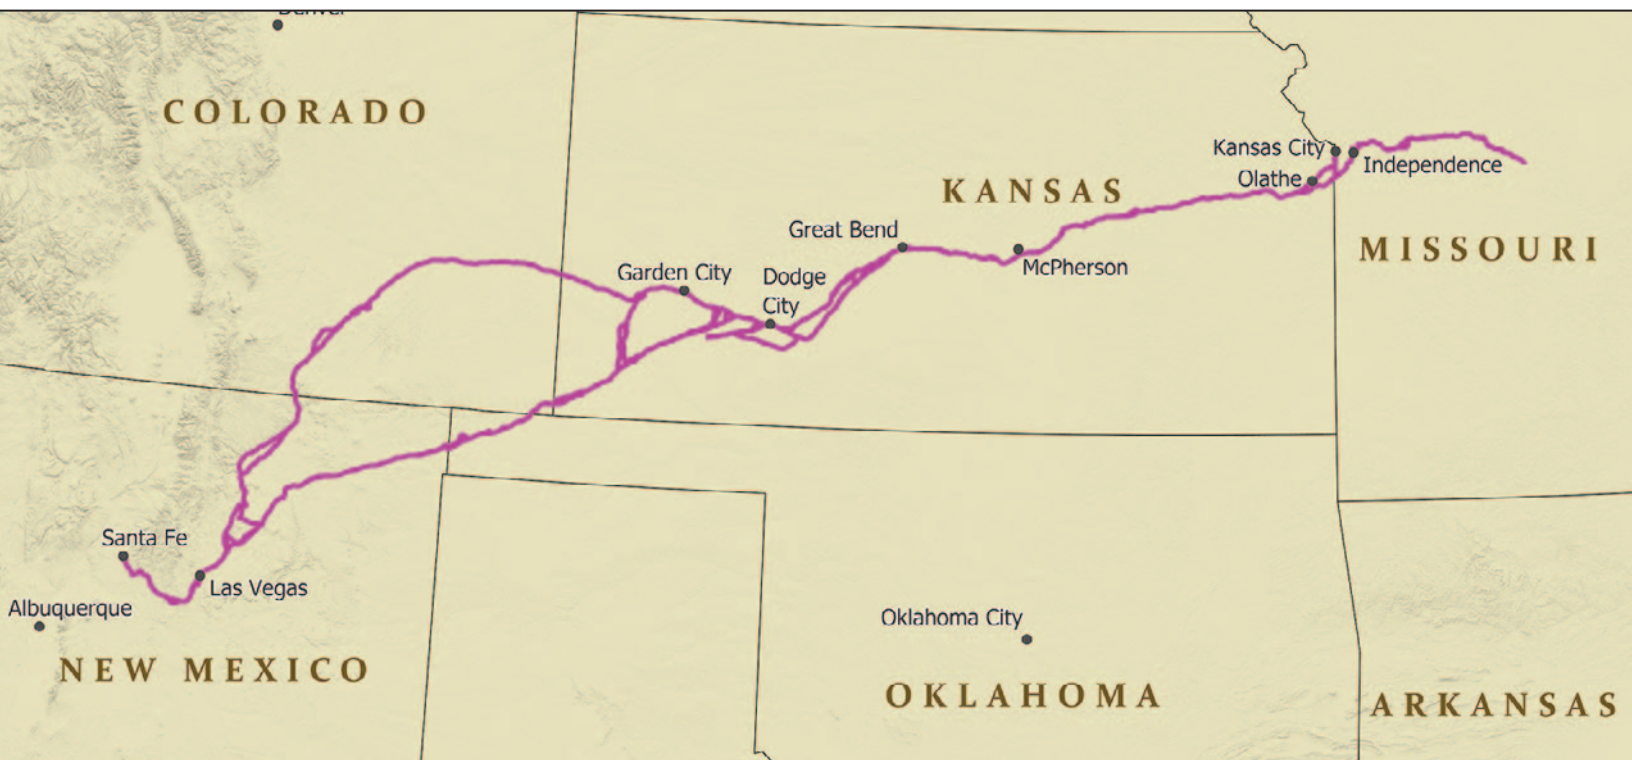 Denver
COLORADO
Kansas City
Independence
Olathe
KANSAS
Great Bend
MISSOURI
McPherson
Garden City
Dodge
City
Santa Fe
Las Vegas
Albuquerque
Oklahoma City
NEW MEXICO
OKLAHOMA
ARKANSAS